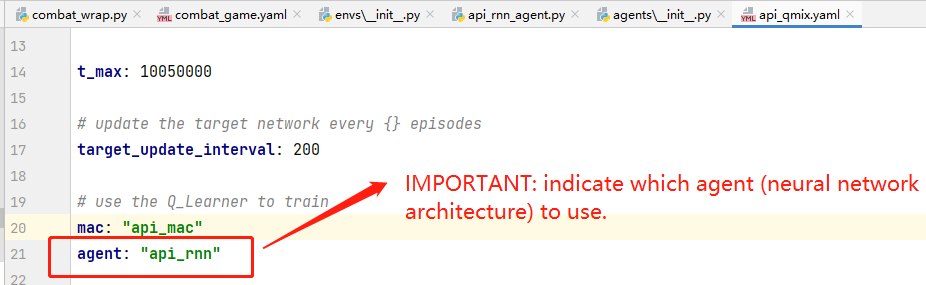 combat_wrap.py combat_game.yaml envs\__init__.py api_rnn_agent.py agents\__init__.py api_qmix.yaml
13
14 t_max: 10050000
15
16 # update the target network every {} episodes
17 target_update_interval: 200
18
19 # use the Q_Learner to train
20 mac: "api_mac"
21 agent: "api_rnn"
22
IMPORTANT: indicate which agent (neural network
architecture) to use.